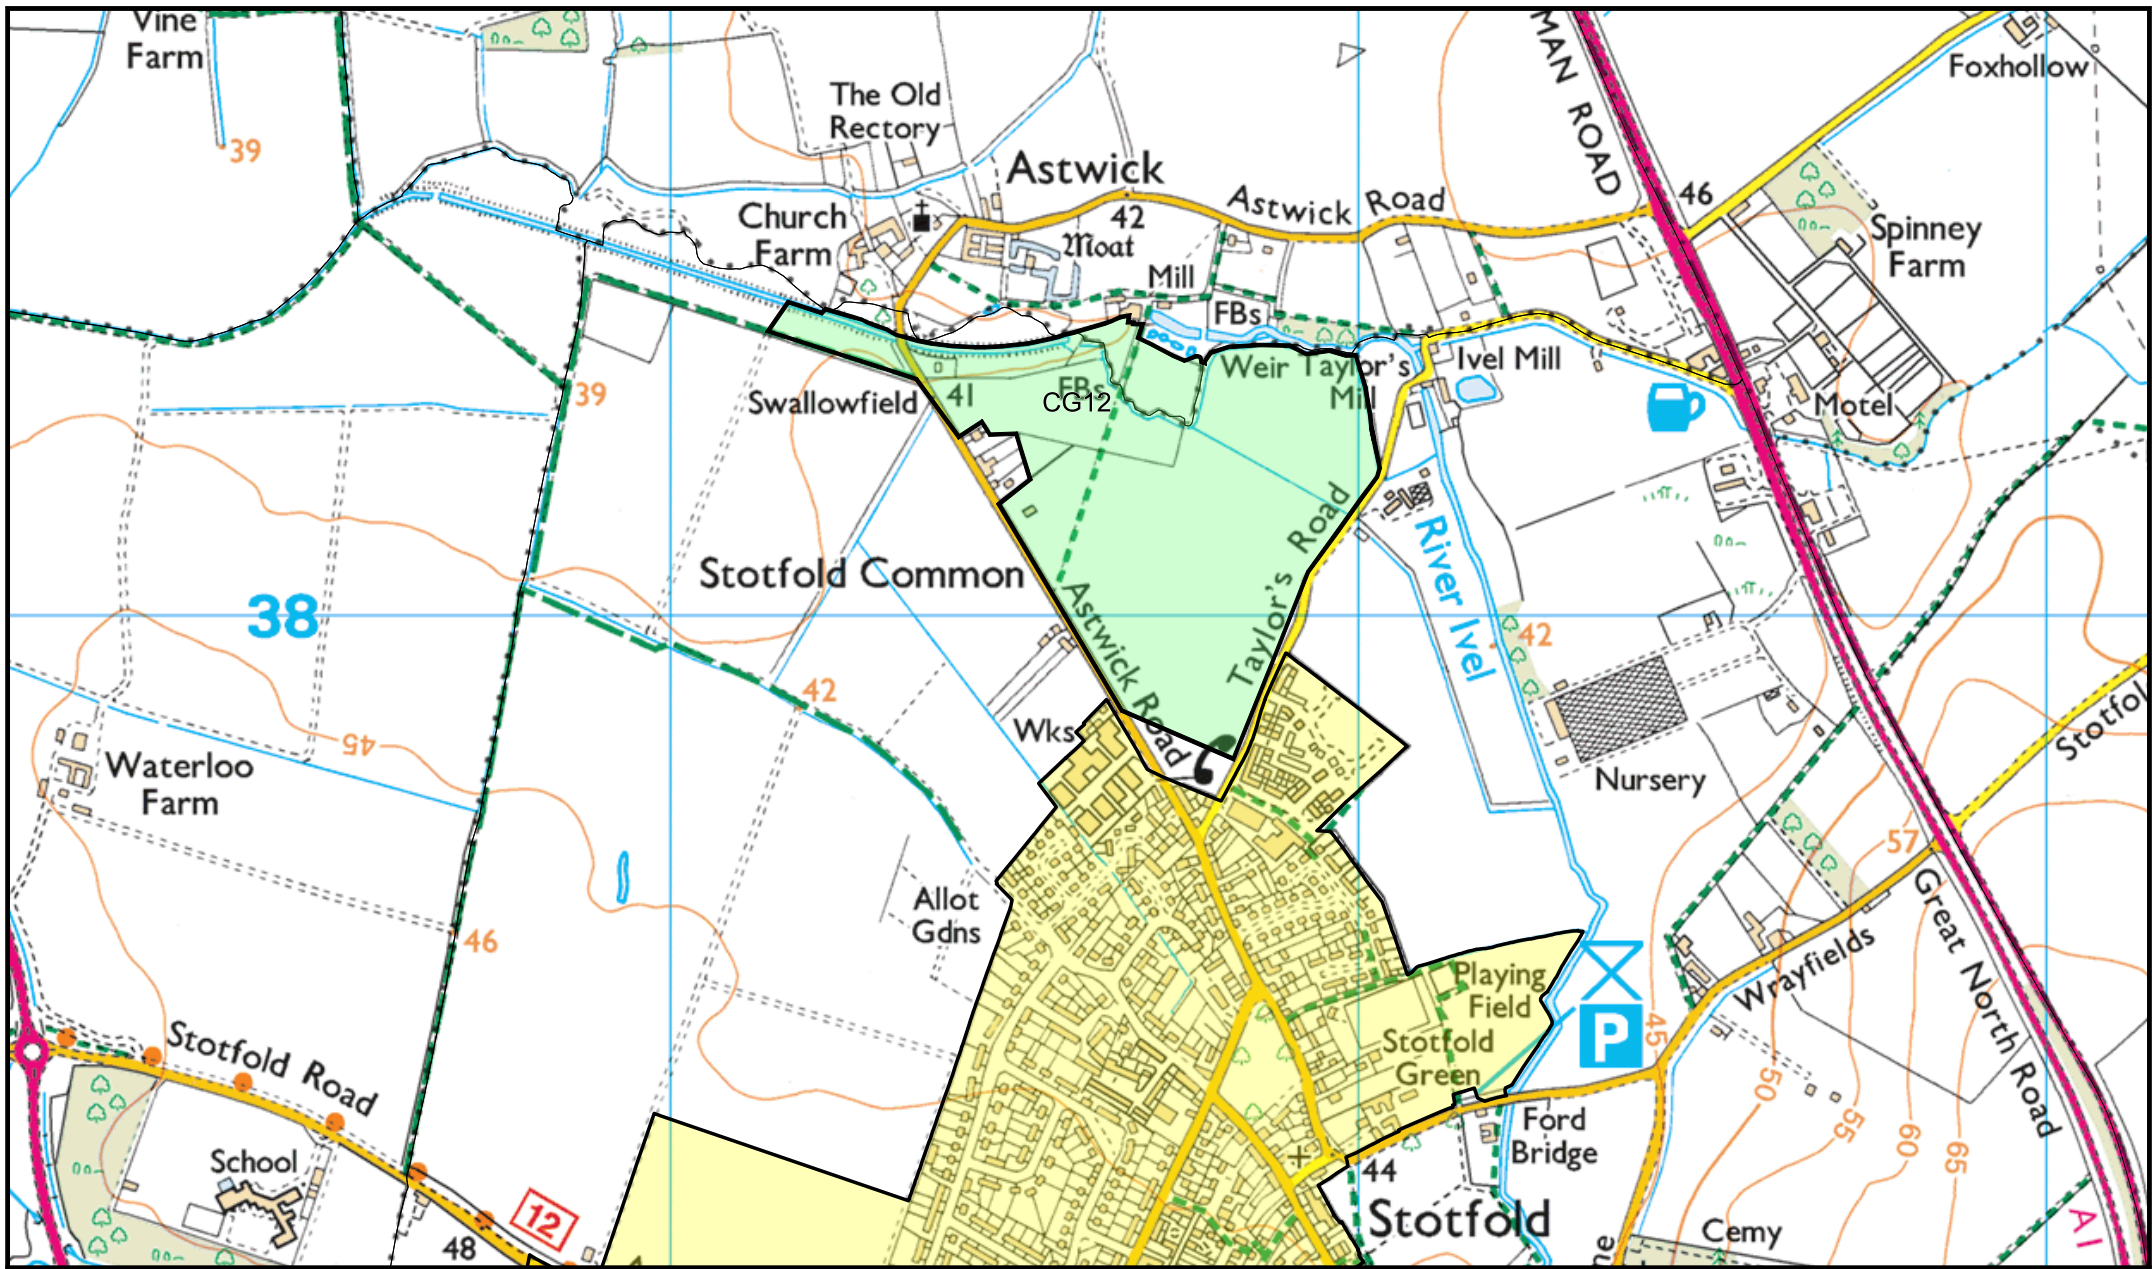 Vine
Farm
39
The Old
Rectory
Astwick
MAN ROAD
Foxhollow
46
Church
Farm
42
Moat
Astwick Road
Spinney
Farm
Mill
FBs
Weir
Taylor's
Mill
Ivel Mill
Motel
Swallowfield
41
FBs
CG12
39
Stotfold Common
Astwick Road
Taylor's Road
River Ivel
42
38
42
45
Waterloo
Farm
Wks
Nursery
Stotfol
57
Allot
Gdns
46
Great North Road
Playing
Field
Wrayfields
Stotfold
Green
P
45
50
55
60
65
Stotfold Road
School
12
48
Ford
Bridge
44
Stotfold
Cemy
ne
A1